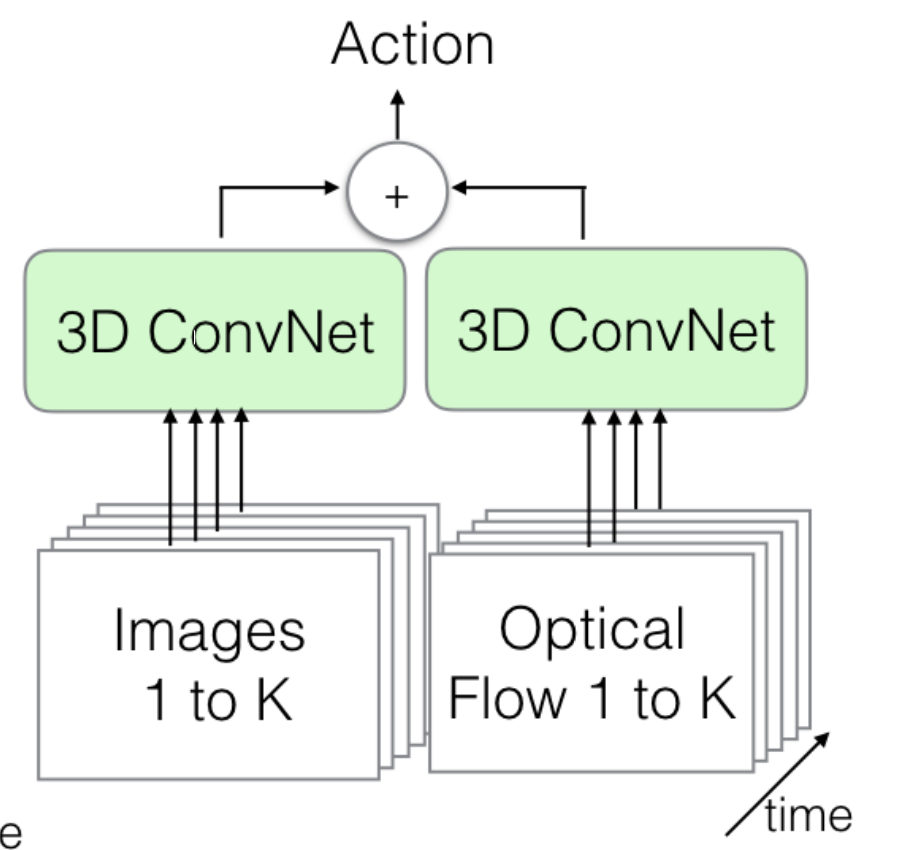 Action
+
3D ConvNet
3D ConvNet
Images
1 to K
Optical
Flow 1 to K
time
e